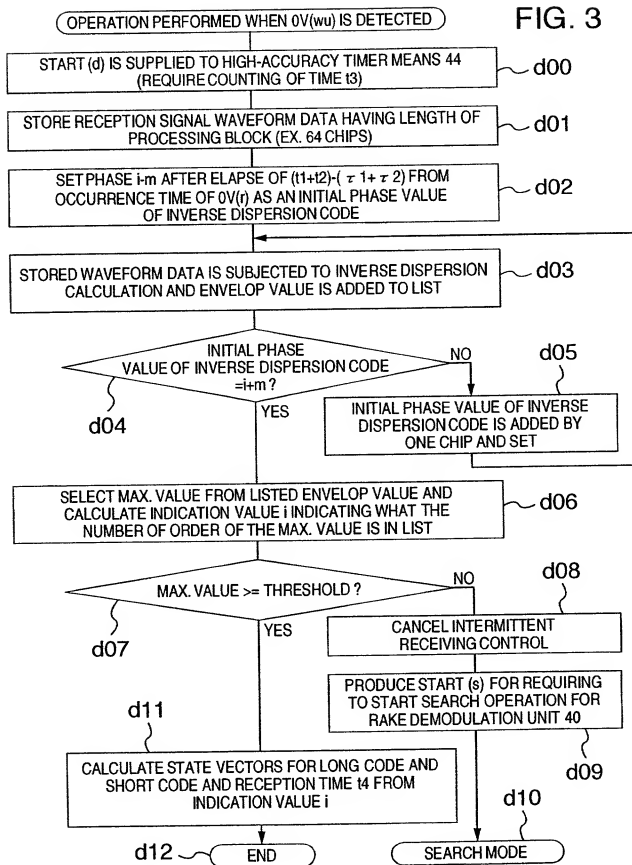 OPERATION PERFORMED WHEN 0V(wu) IS DETECTED
FIG. 3
START (d) IS SUPPLIED TO HIGH-ACCURACY TIMER MEANS 44
(REQUIRE COUNTING OF TIME t3)
d00
STORE RECEPTION SIGNAL WAVEFORM DATA HAVING LENGTH OF
PROCESSING BLOCK (EX. 64 CHIPS)
d01
SET PHASE i-m AFTER ELAPSE OF (t1+t2)-( τ 1+ τ 2) FROM
OCCURRENCE TIME OF 0V(r) AS AN INITIAL PHASE VALUE
OF INVERSE DISPERSION CODE
d02
STORED WAVEFORM DATA IS SUBJECTED TO INVERSE DISPERSION
CALCULATION AND ENVELOP VALUE IS ADDED TO LIST
d03
INITIAL PHASE
VALUE OF INVERSE DISPERSION CODE
=i+m ?
d04
NO
YES
d05
INITIAL PHASE VALUE OF INVERSE
DISPERSION CODE IS ADDED BY
ONE CHIP AND SET
SELECT MAX. VALUE FROM LISTED ENVELOP VALUE AND
CALCULATE INDICATION VALUE i INDICATING WHAT THE
NUMBER OF ORDER OF THE MAX. VALUE IS IN LIST
d06
MAX. VALUE >= THRESHOLD ?
d07
NO
YES
d08
CANCEL INTERMITTENT
RECEIVING CONTROL
PRODUCE START (s) FOR REQUIRING
TO START SEARCH OPERATION FOR
RAKE DEMODULATION UNIT 40
d09
d11
CALCULATE STATE VECTORS FOR LONG CODE AND
SHORT CODE AND RECEPTION TIME t4 FROM
INDICATION VALUE i
d10
d12
END
SEARCH MODE